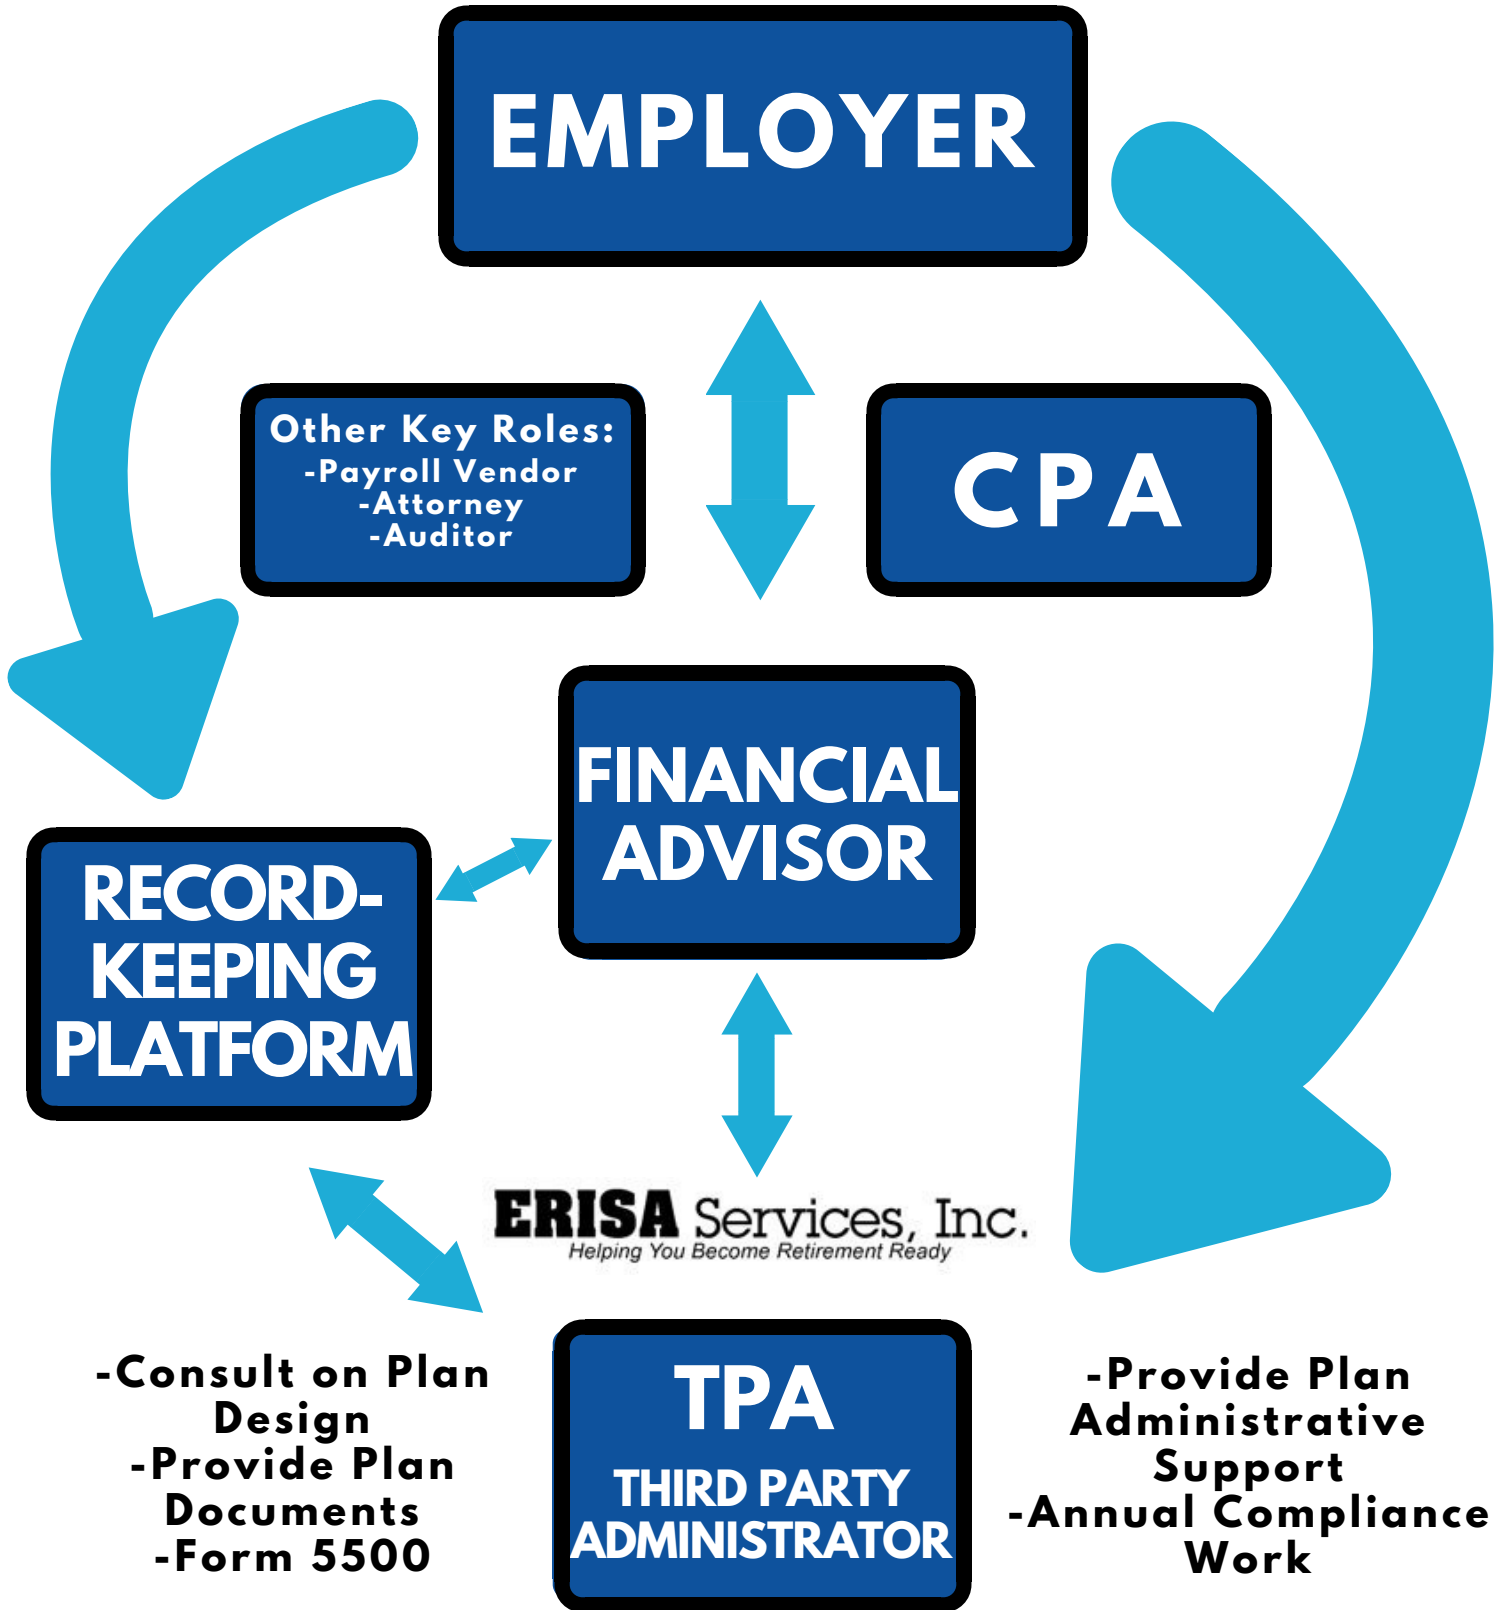 EMPLOYER
Other Key Roles:
-Payroll Vendor
-Attorney
-Auditor
CPA
FINANCIAL
ADVISOR
RECORD-
KEEPING
PLATFORM
ERISA Services, Inc.
Helping You Become Retirement Ready
-Consult on Plan
Design
-Provide Plan
Documents
-Form 5500
TPA
THIRD PARTY
ADMINISTRATOR
-Provide Plan
Administrative
Support
-Annual Compliance
Work